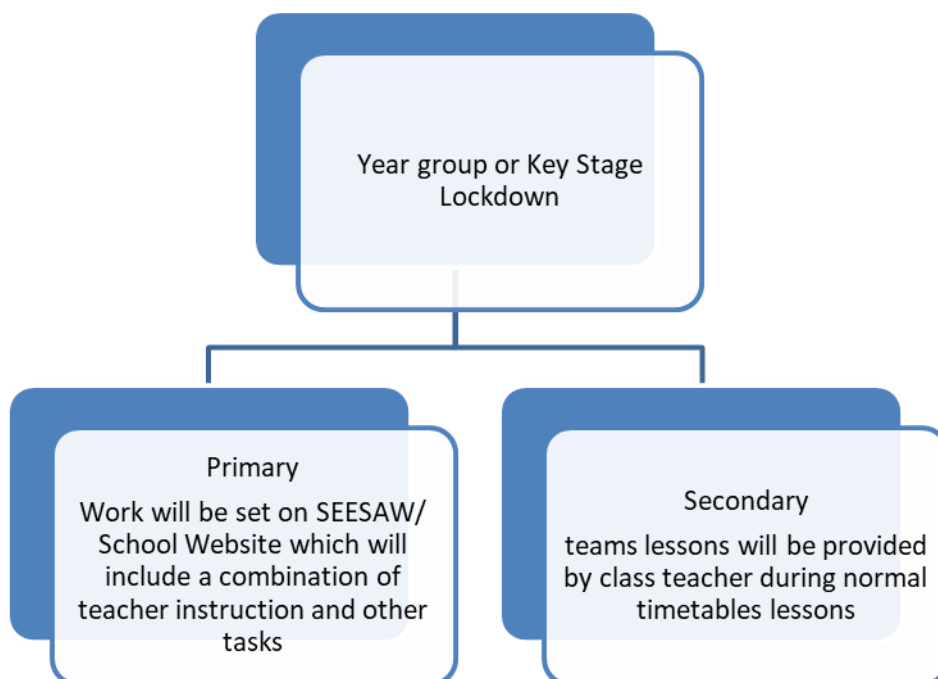 Year group or Key Stage
Lockdown
Primary
Work will be set on SEESAW/
School Website which will
include a combination of
teacher instruction and other
tasks
Secondary
teams lessons will be provided
by class teacher during normal
timetables lessons